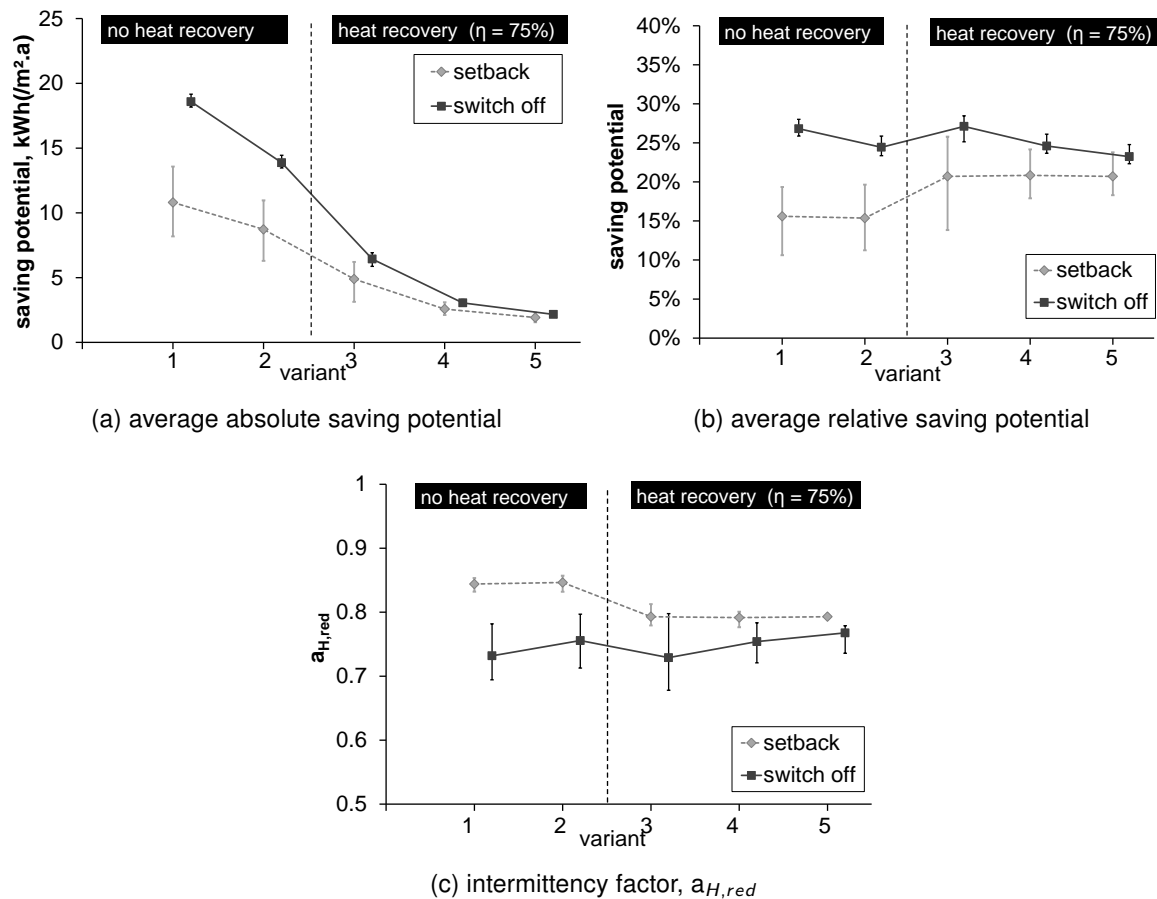 saving potential, kWh(/m².a)
25
20
15
10
5
0
no heat recovery
heat recovery (η = 75%)
setback
switch off
1 2 3 4 5
variant
(a) average absolute saving potential
saving potential
40%
35%
30%
25%
20%
15%
10%
5%
0%
no heat recovery
heat recovery (η = 75%)
setback
switch off
1 2 3 4 5
variant
(b) average relative saving potential
aH,red
1
0.9
0.8
0.7
0.6
0.5
no heat recovery
heat recovery (η = 75%)
setback
switch off
1 2 3 4 5
variant
(c) intermittency factor, aH,red